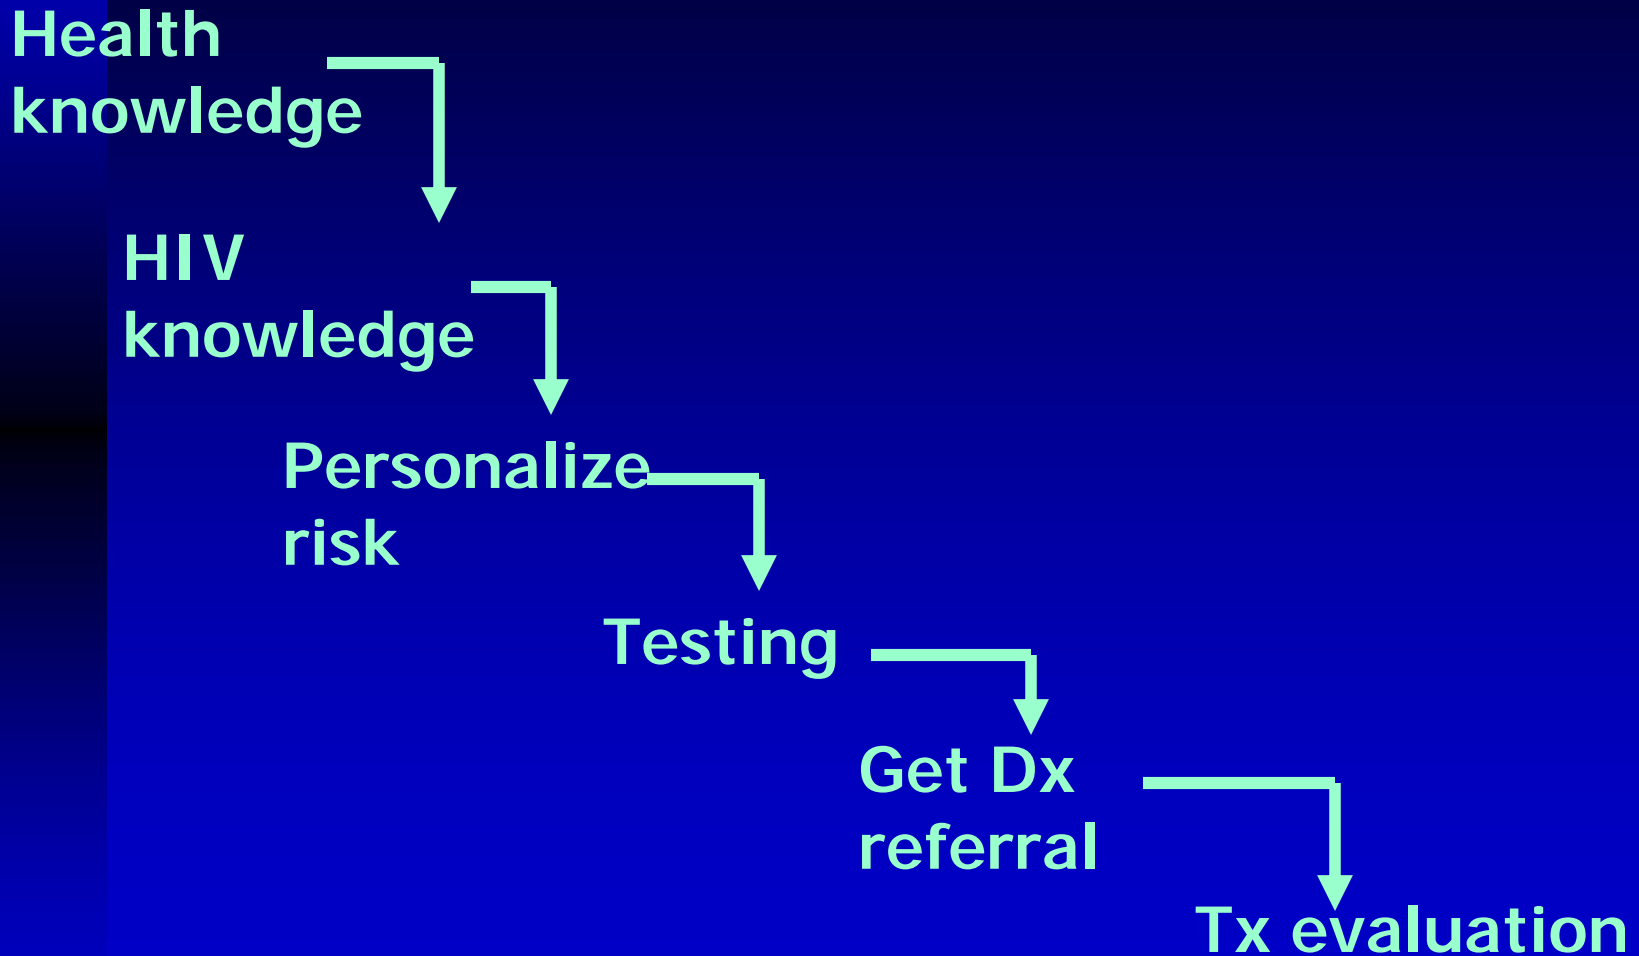 Health
knowledge
HIV
knowledge
Personalize
risk
Testing
Get Dx
referral
Tx evaluation